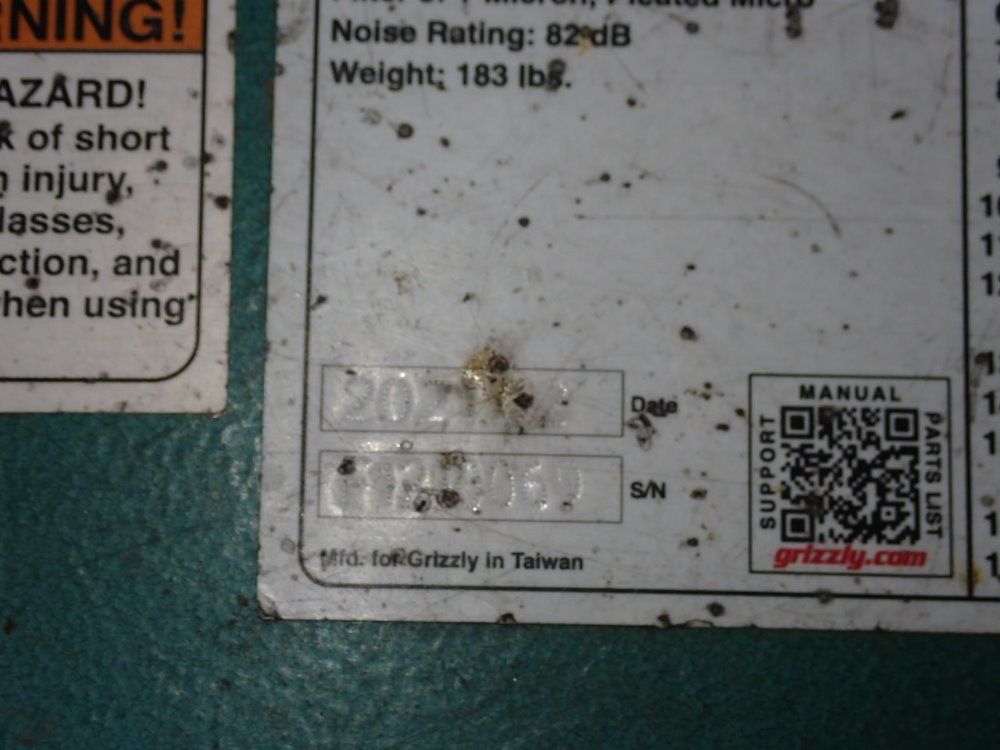 RNING!
AZARD!
k of short
n injury,
lasses,
ction, and
hen using
Noise Rating: 82 dB
Weight: 183 lbs.
Date
S/N
Mfd. for Grizzly in Taiwan
MANUAL
SUPPORT
PARTS LIST
grizzly.com